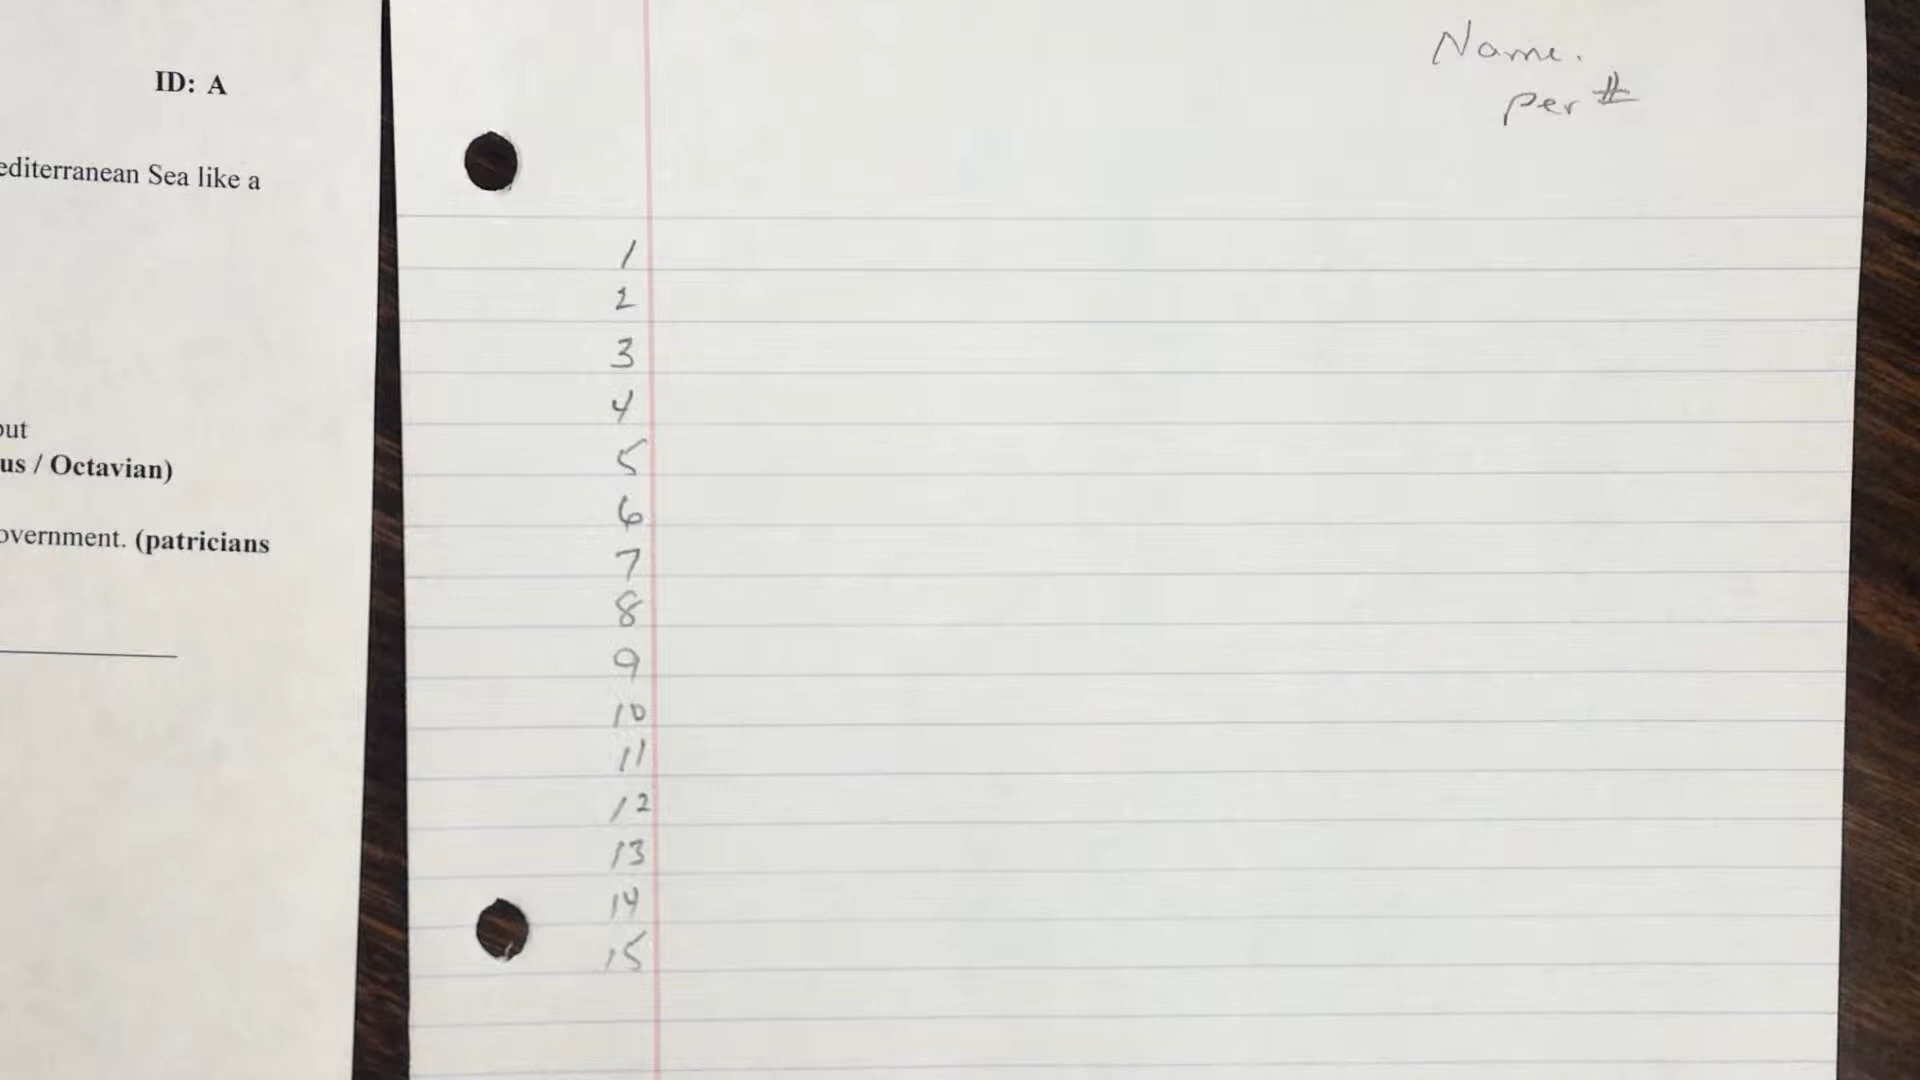 ID: A
editerranean Sea like a
out
us / Octavian)
overnment. (patricians
Name.
per #
1
2
3
4
5
6
7
8
9
10
11
12
13
14
15